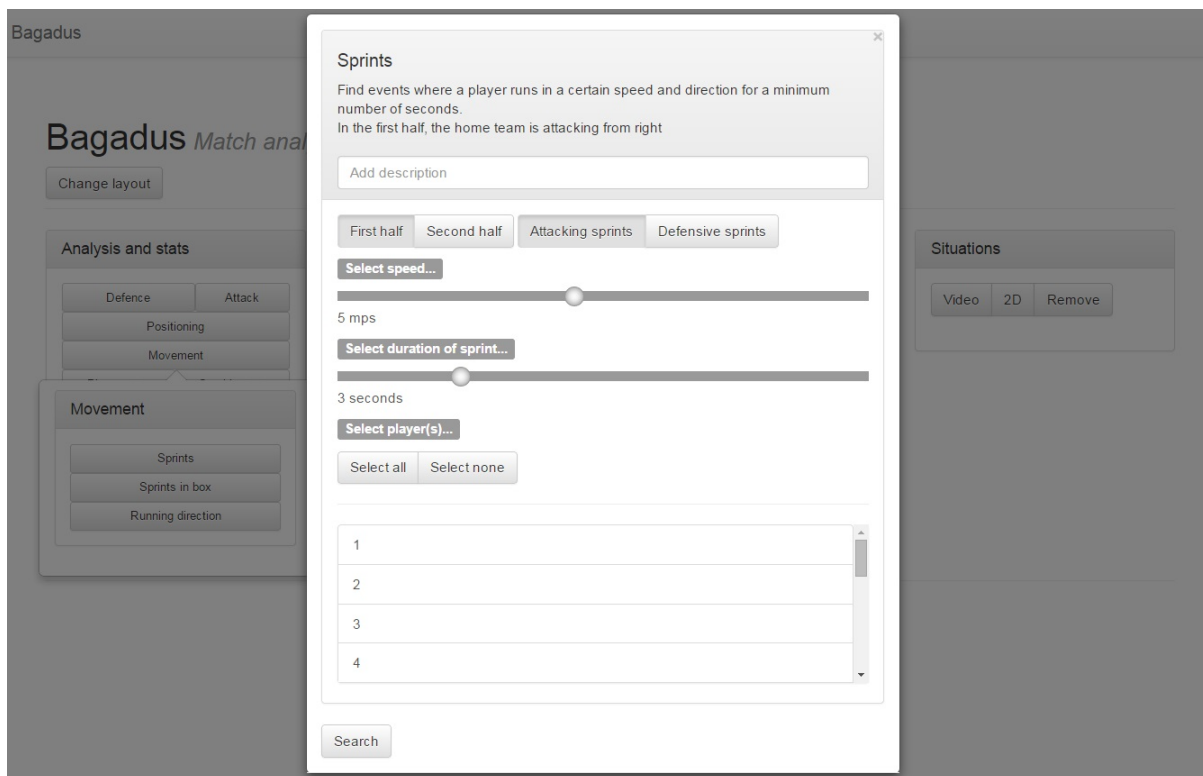 Bagadus
Bagadus Match anal
Change layout
Analysis and stats
Defence Attack
Positioning
Movement
Movement
Sprints
Sprints in box
Running direction
×
Sprints
Find events where a player runs in a certain speed and direction for a minimum
number of seconds.
In the first half, the home team is attacking from right
Add description
First half Second half Attacking sprints Defensive sprints
Select speed...
5 mps
Select duration of sprint...
3 seconds
Select player(s)...
Select all Select none
1
2
3
4
Search
Situations
Video 2D Remove